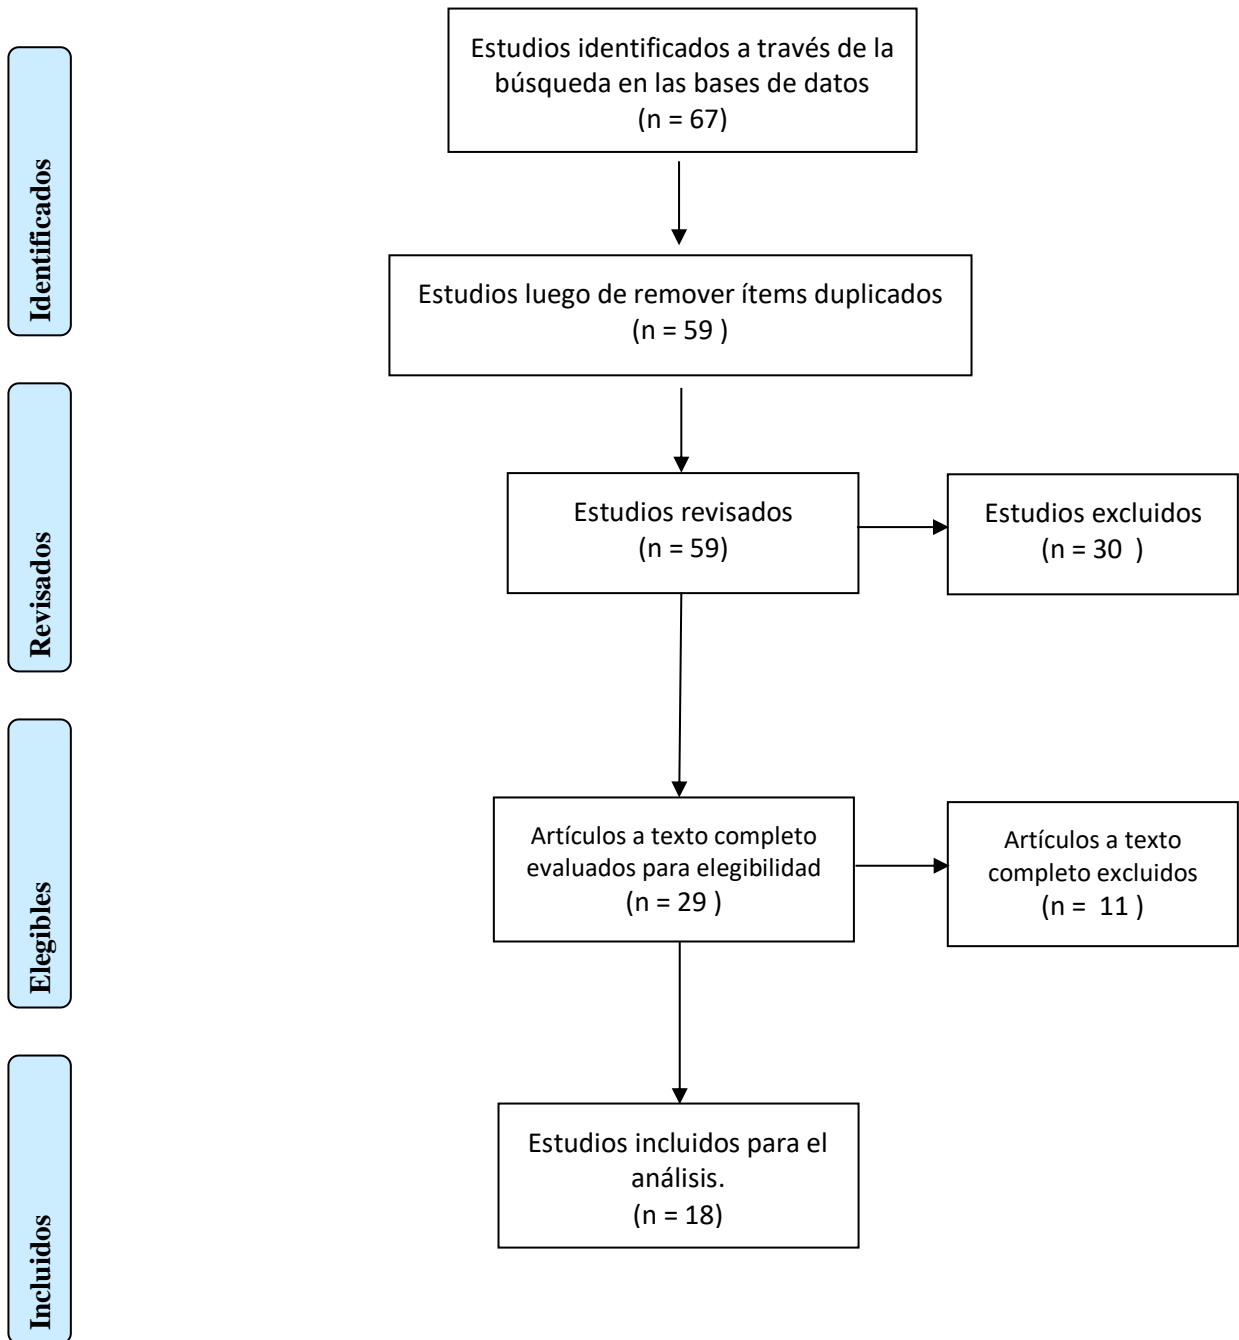 Estudios identificados a través de la
búsqueda en las bases de datos
(n = 67)
Identificados
Estudios luego de remover ítems duplicados
(n = 59 )
Revisados
Estudios revisados
(n = 59)
Estudios excluidos
(n = 30 )
Elegibles
Artículos a texto completo
evaluados para elegibilidad
(n = 29 )
Artículos a texto
completo excluidos
(n = 11 )
Incluidos
Estudios incluidos para el
análisis.
(n = 18)